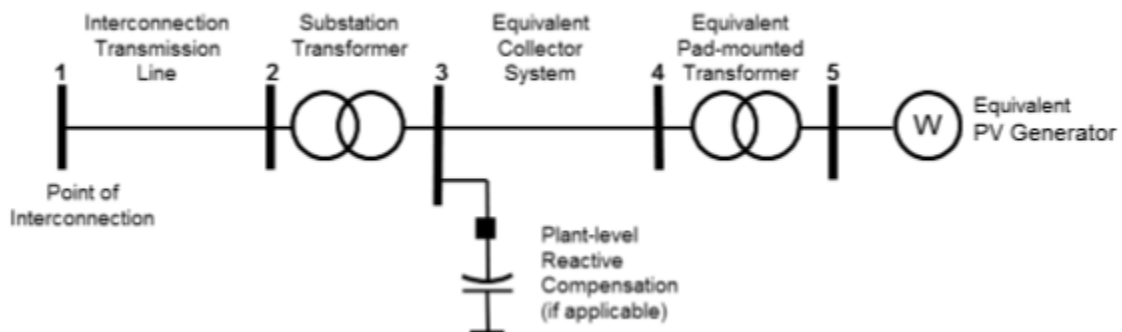 Interconnection
Transmission
Line
Substation
Transformer
Equivalent
Collector
System
Equivalent
Pad-mounted
Transformer
1
2
3
4
5
W
Equivalent
PV Generator
Point of
Interconnection
Plant-level
Reactive
Compensation
(if applicable)